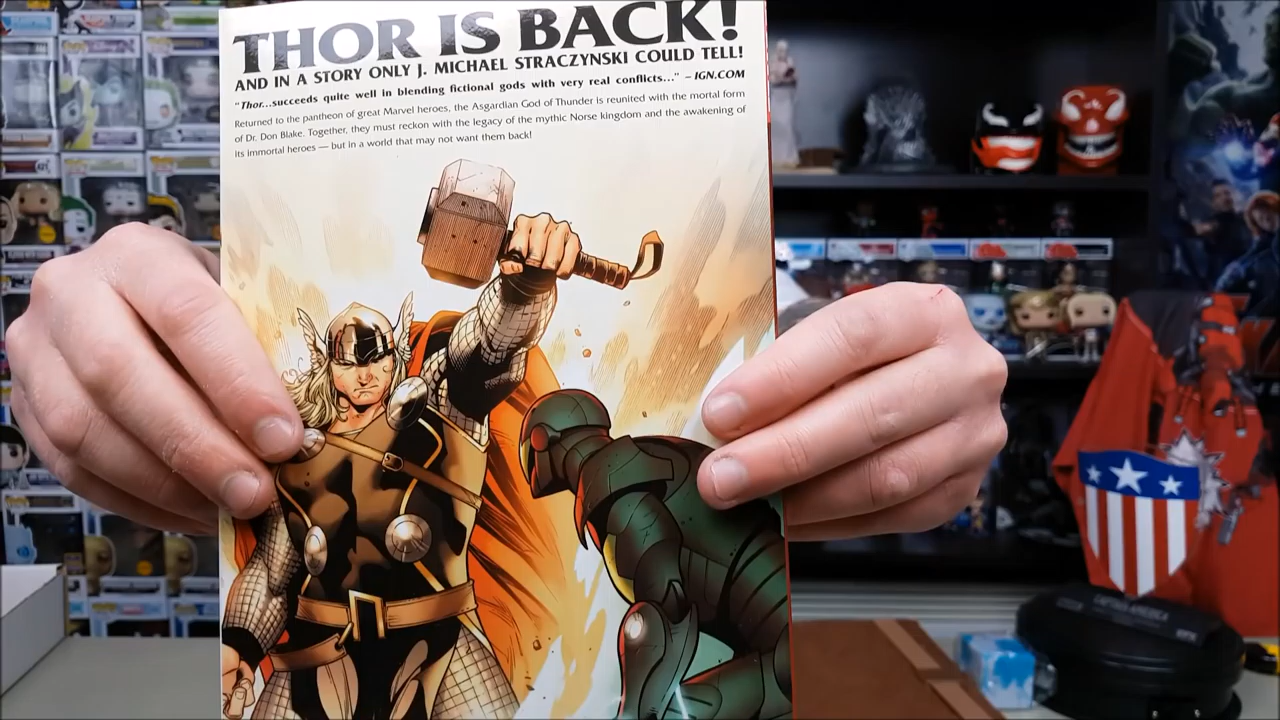 THOR IS BACK!
AND IN A STORY ONLY J. MICHAEL STRACZYNSKI COULD TELL!
"Thor...succeeds quite well in blending fictional gods with very real conflicts..." – IGN.COM
Returned to the pantheon of great Marvel heroes, the Asgardian God of Thunder is reunited with the mortal form
of Dr. Don Blake. Together, they must reckon with the legacy of the mythic Norse kingdom and the awakening of
its immortal heroes — but in a world that may not want them back!
CAPTAIN AMERICA